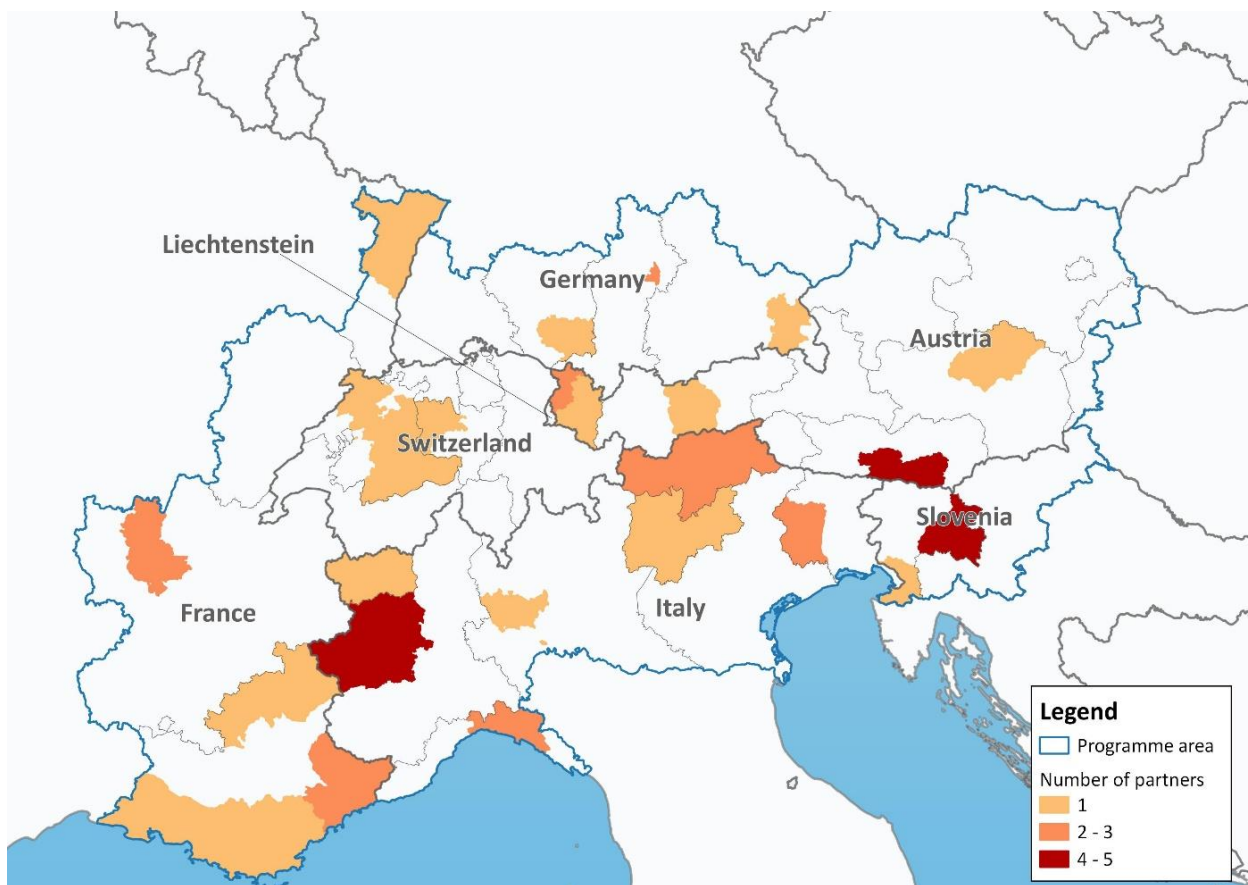 Liechtenstein
Germany
Austria
Switzerland
Slovenia
France
Italy
Legend
Programme area
Number of partners
1
2 - 3
4 - 5